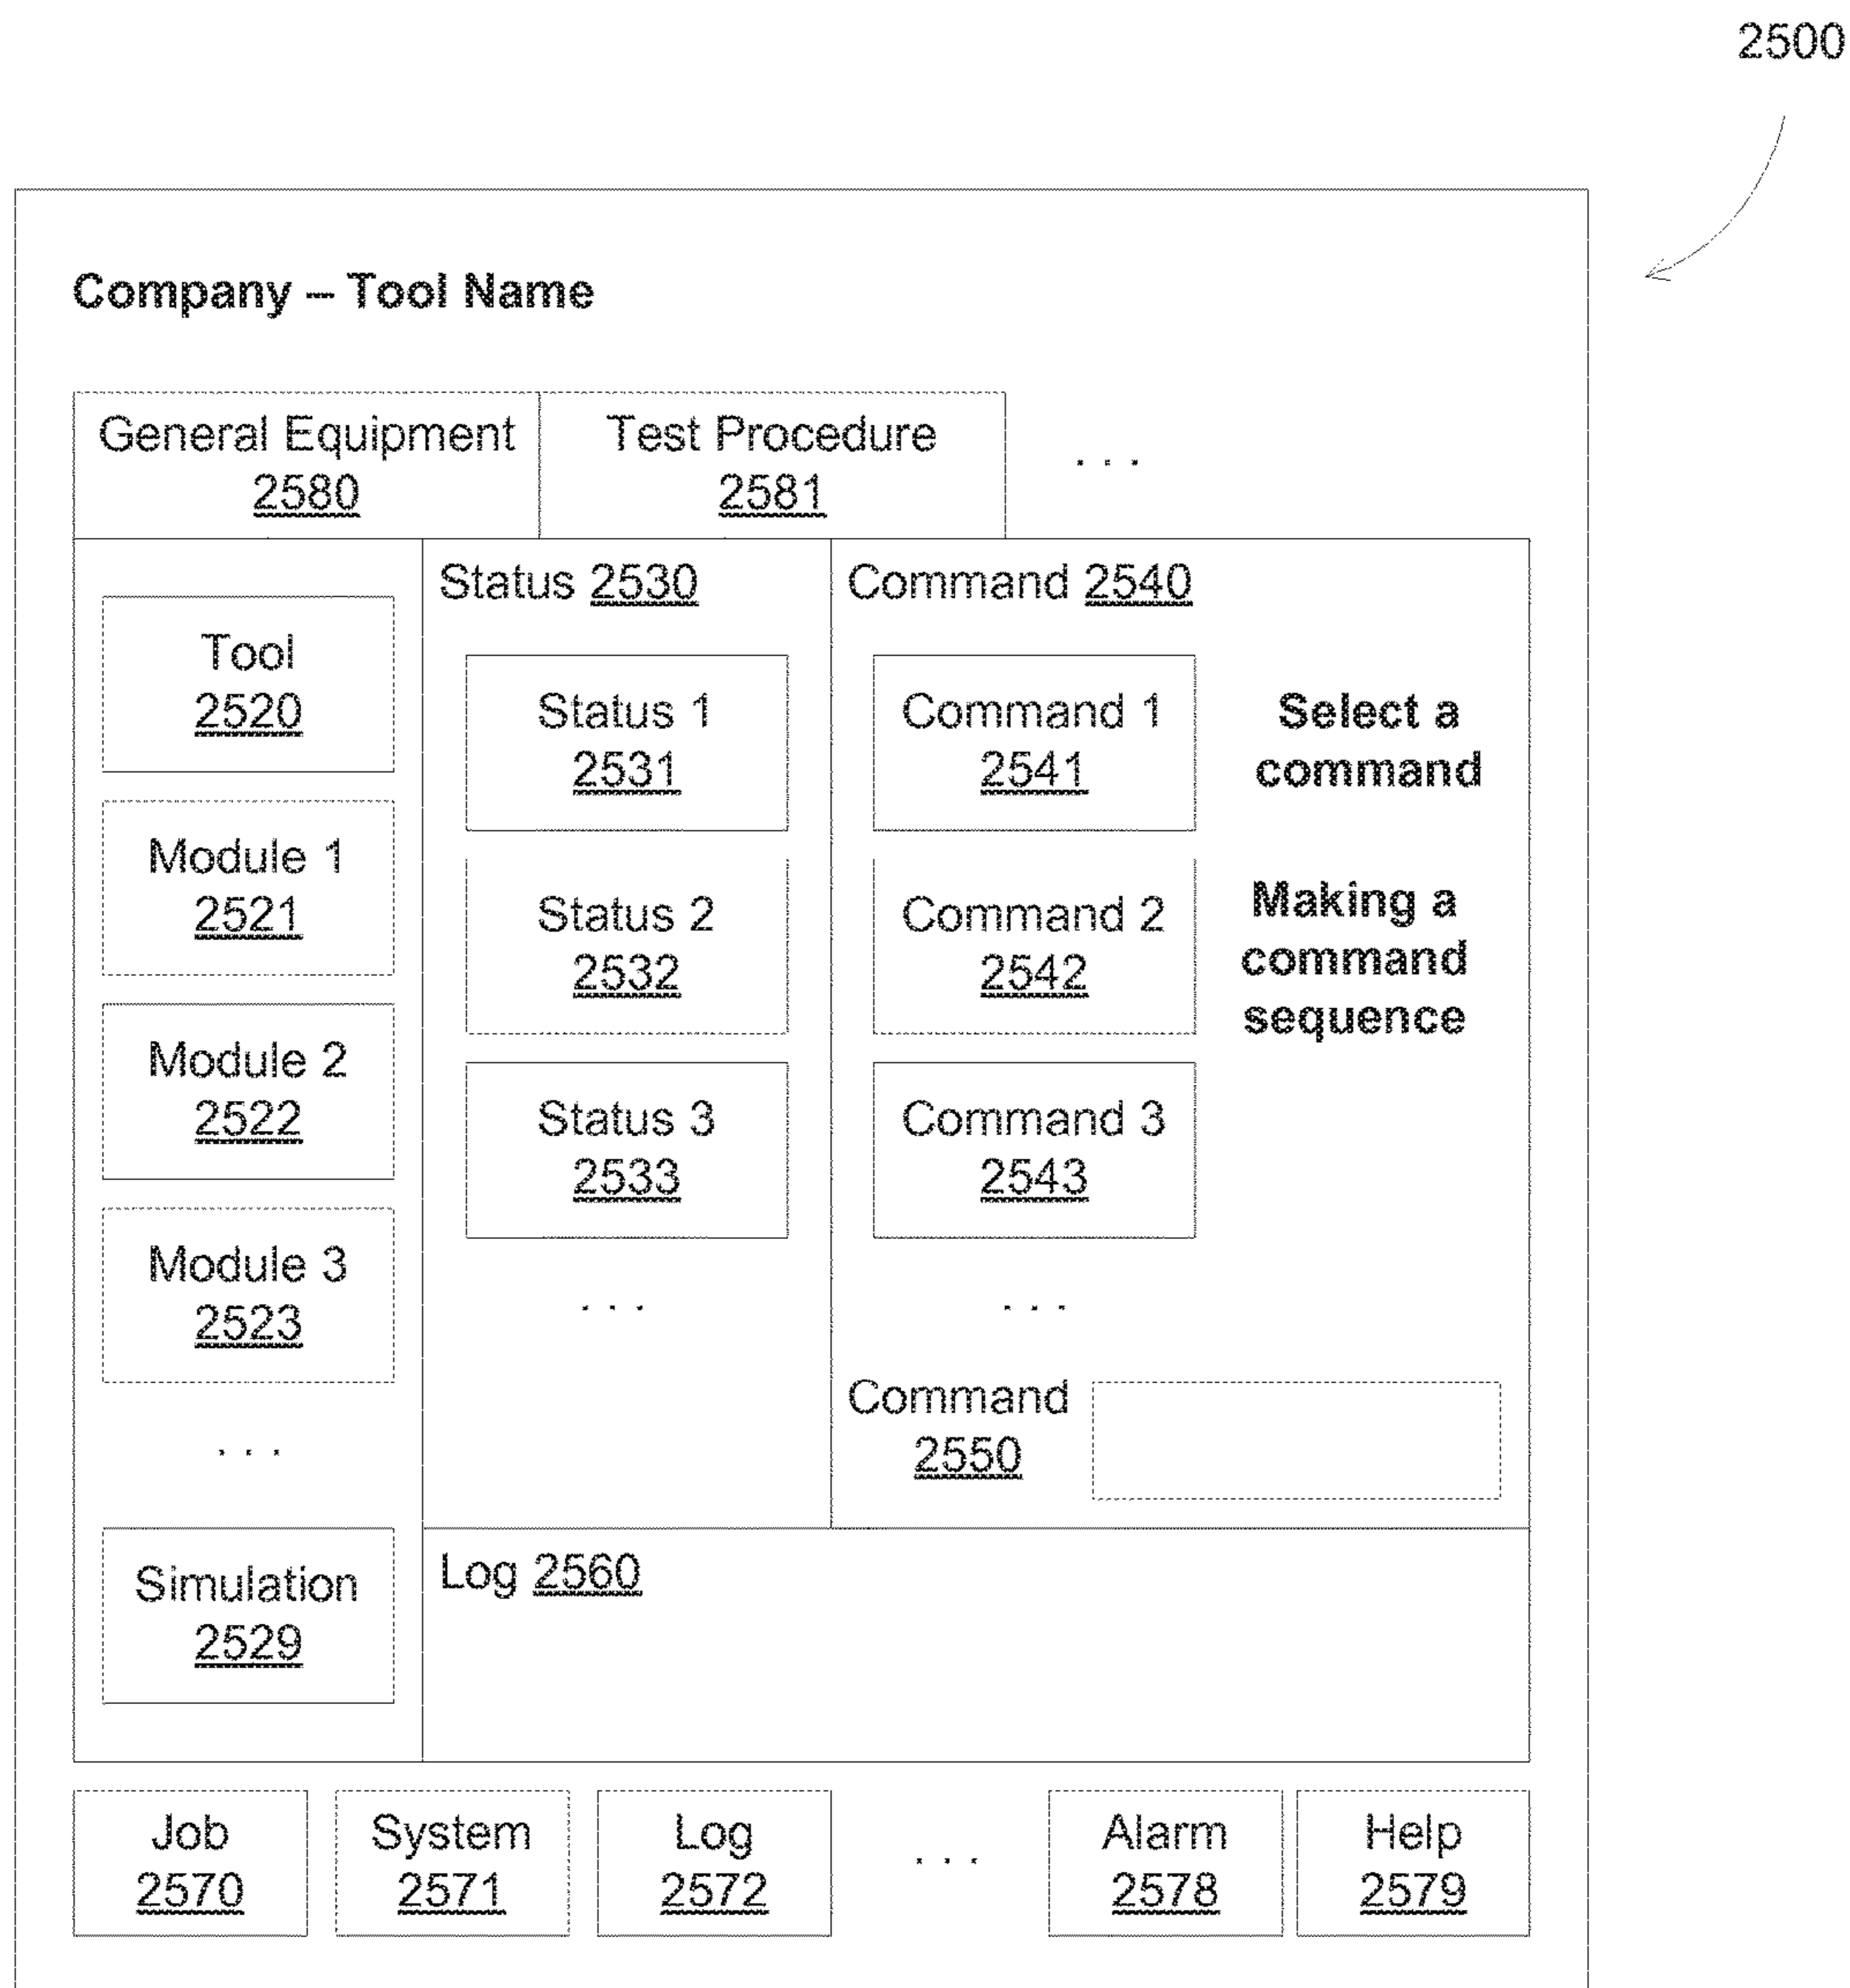 2500
Company – Tool Name
General Equipment
2580
Test Procedure
2581
. . .
Tool
2520
Module 1
2521
Module 2
2522
Module 3
2523
. . .
Simulation
2529
Status 2530
Status 1
2531
Status 2
2532
Status 3
2533
. . .
Command 2540
Command 1
2541
Command 2
2542
Command 3
2543
. . .
Select a
command
Making a
command
sequence
Command
2550
Log 2560
Job
2570
System
2571
Log
2572
. . .
Alarm
2578
Help
2579